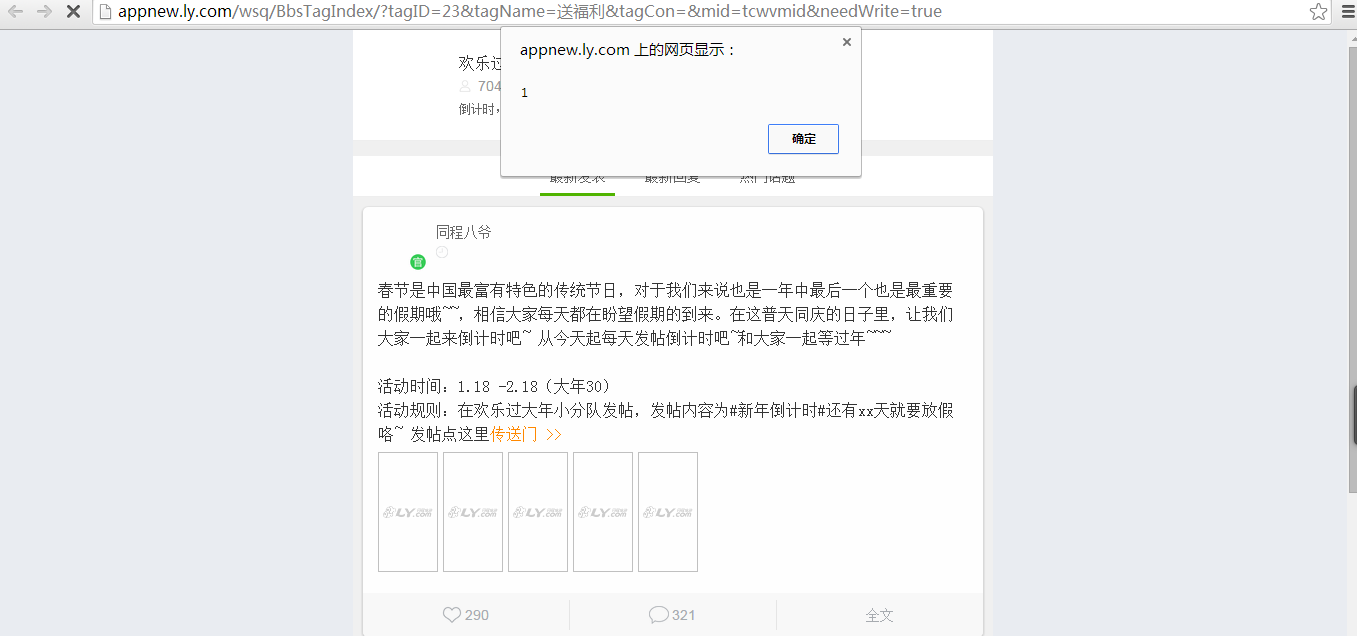 appnew.ly.com/wsq/BbsTagIndex/?tagID=23&tagName=送福利&tagCon=&mid=tcwvmid&needWrite=true
appnew.ly.com 上的网页显示：
1
确定
欢乐过
704
倒计时，
最新发表 最新回复 热门话题
同程八爷
官
春节是中国最富有特色的传统节日，对于我们来说也是一年中最后一个也是最重要
的假期哦~~，相信大家每天都在盼望假期的到来。在这普天同庆的日子里，让我们
大家一起来倒计时吧~ 从今天起每天发帖倒计时吧~和大家一起等过年~~~
活动时间：1.18 -2.18（大年30）
活动规则：在欢乐过大年小分队发帖，发帖内容为#新年倒计时#还有xx天就要放假
咯~ 发帖点这里传送门 >>
LY.com LY.com LY.com LY.com LY.com
290 321 全文